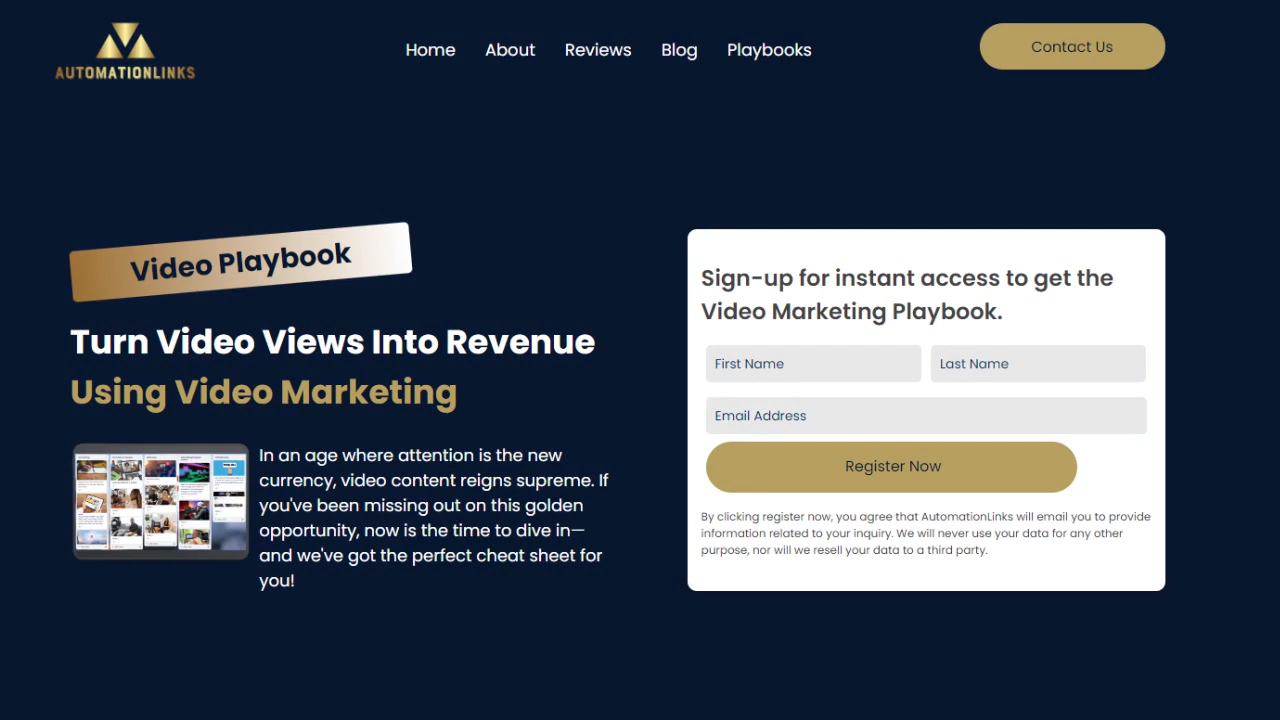 AUTOMATIONLINKS
Home
About
Reviews
Blog
Playbooks
Contact Us
Video Playbook
Turn Video Views Into Revenue
Using Video Marketing
In an age where attention is the new
currency, video content reigns supreme. If
you've been missing out on this golden
opportunity, now is the time to dive in—
and we've got the perfect cheat sheet for
you!
Sign-up for instant access to get the
Video Marketing Playbook.
First Name
Last Name
Email Address
Register Now
By clicking register now, you agree that AutomationLinks will email you to provide
information related to your inquiry. We will never use your data for any other
purpose, nor will we resell your data to a third party.